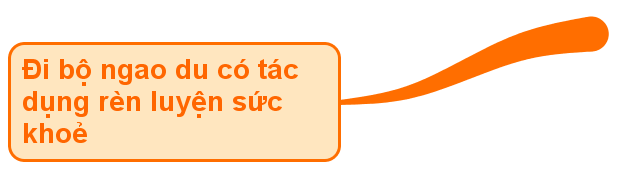 Đi bộ ngao du có tác
dụng rèn luyện sức
khoẻ